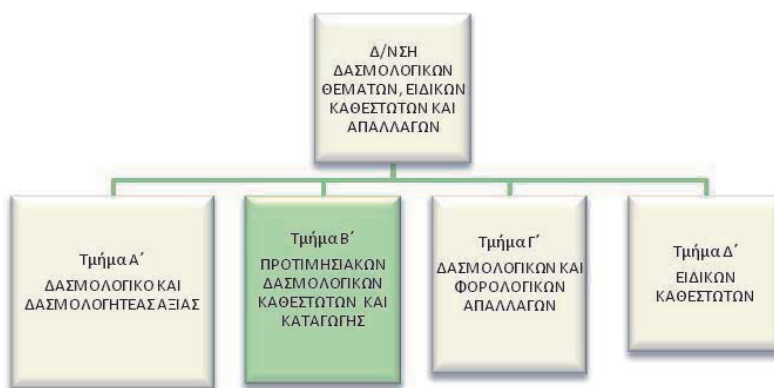 Δ/ΝΣΗ
ΔΑΣΜΟΛΟΓΙΚΩΝ
ΘΕΜΑΤΩΝ, ΕΙΔΙΚΩΝ
ΚΑΘΕΣΤΩΤΩΝ ΚΑΙ
ΑΠΑΛΛΑΓΩΝ
Τμήμα Α΄
ΔΑΣΜΟΛΟΓΙΚΟ ΚΑΙ
ΔΑΣΜΟΛΟΓΗΤΕΑΣ ΑΞΙΑΣ
Τμήμα Β΄
ΠΡΟΤΙΜΗΣΙΑΚΩΝ
ΔΑΣΜΟΛΟΓΙΚΩΝ
ΚΑΘΕΣΤΩΤΩΝ ΚΑΙ
ΚΑΤΑΓΩΓΗΣ
Τμήμα Γ΄
ΔΑΣΜΟΛΟΓΙΚΩΝ ΚΑΙ
ΦΟΡΟΛΟΓΙΚΩΝ
ΑΠΑΛΛΑΓΩΝ
Τμήμα Δ΄
ΕΙΔΙΚΩΝ
ΚΑΘΕΣΤΩΤΩΝ